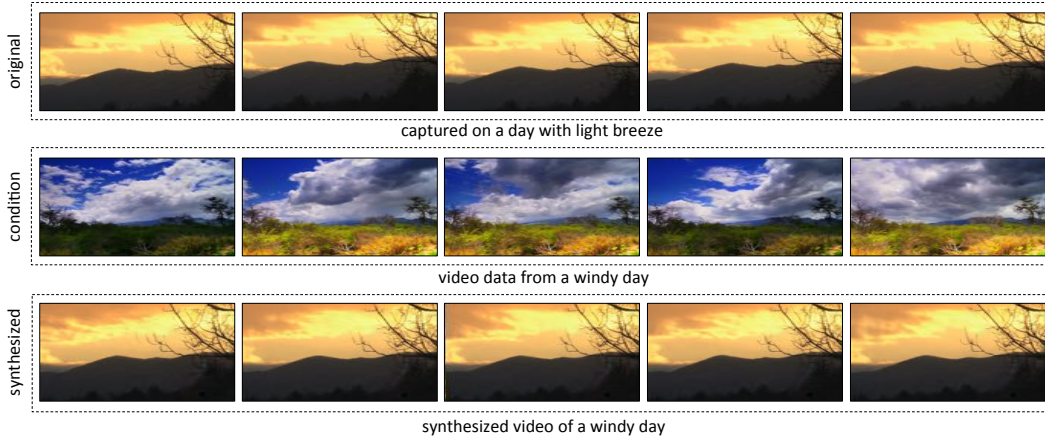 original
captured on a day with light breeze
condition
video data from a windy day
synthesized
synthesized video of a windy day